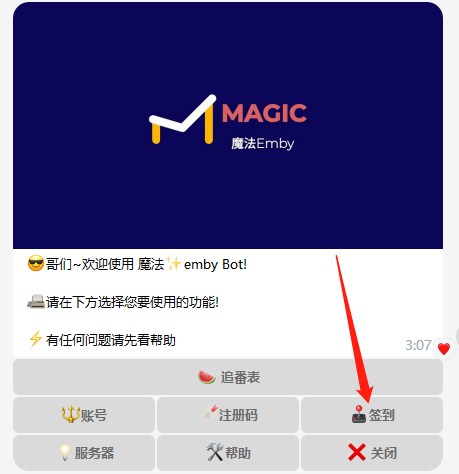 MAGIC
魔法Emby
😎哥们~欢迎使用 魔法✨emby Bot!
📠请在下方选择您要使用的功能!
⚡有任何问题请先看帮助
3:07
🍉 追番表
🔱账号 🍼注册码 🕹签到
💡服务器 🛠帮助 ❌ 关闭